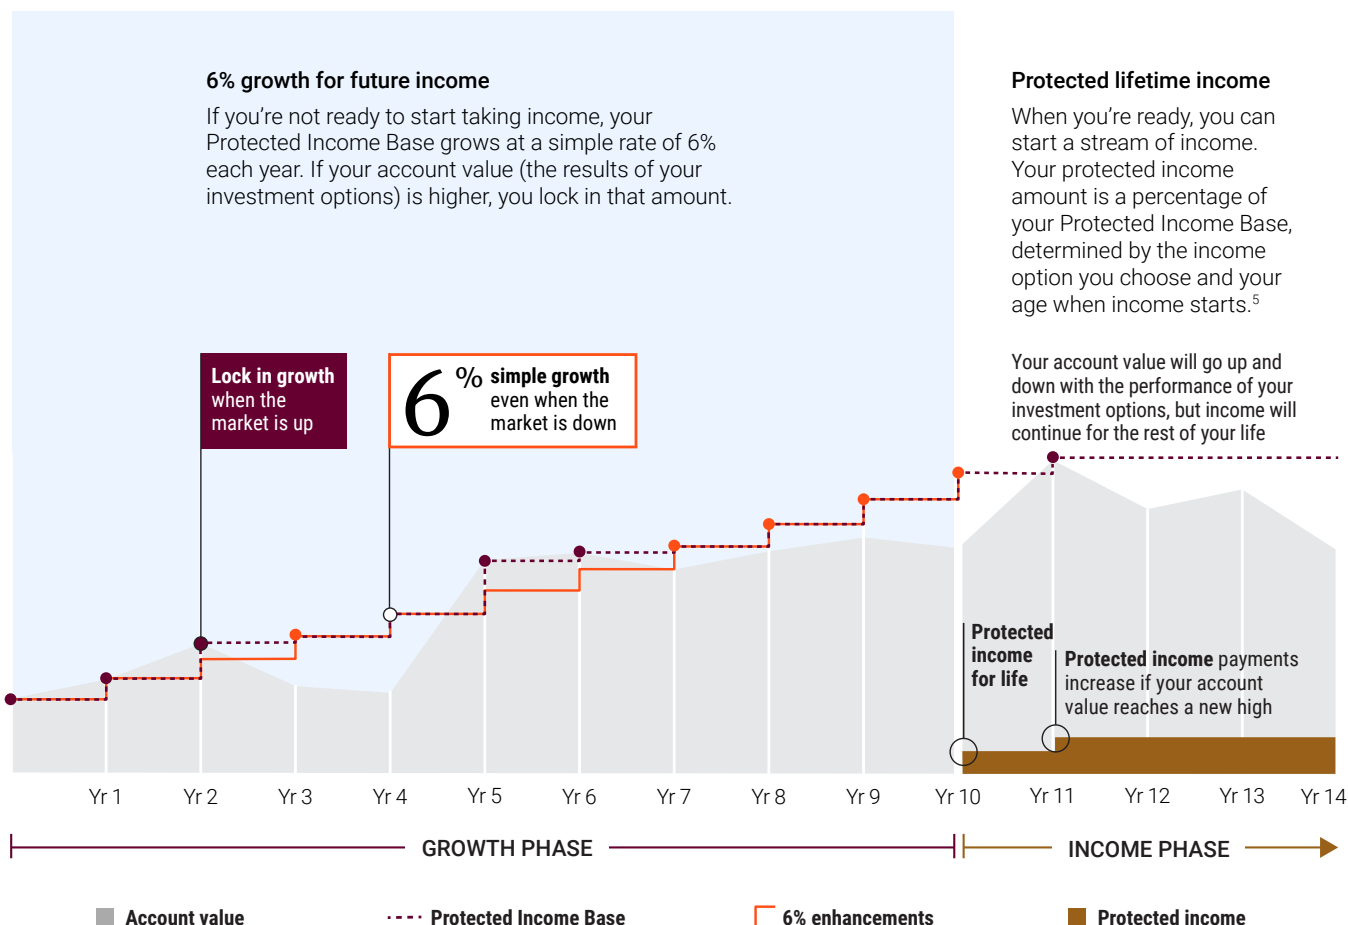 6% growth for future income
If you’re not ready to start taking income, your
Protected Income Base grows at a simple rate of 6%
each year. If your account value (the results of your
investment options) is higher, you lock in that amount.
Protected lifetime income
When you’re ready, you can
start a stream of income.
Your protected income
amount is a percentage of
your Protected Income Base,
determined by the income
option you choose and your
age when income starts.5
Your account value will go up and
down with the performance of your
investment options, but income will
continue for the rest of your life
Lock in growth
when the
market is up
6% simple growth
even when the
market is down
Protected
income
for life
Protected income payments
increase if your account
value reaches a new high
Yr 1 Yr 2 Yr 3 Yr 4 Yr 5 Yr 6 Yr 7 Yr 8 Yr 9 Yr 10 Yr 11 Yr 12 Yr 13 Yr 14
GROWTH PHASE INCOME PHASE
Account value Protected Income Base 6% enhancements Protected income